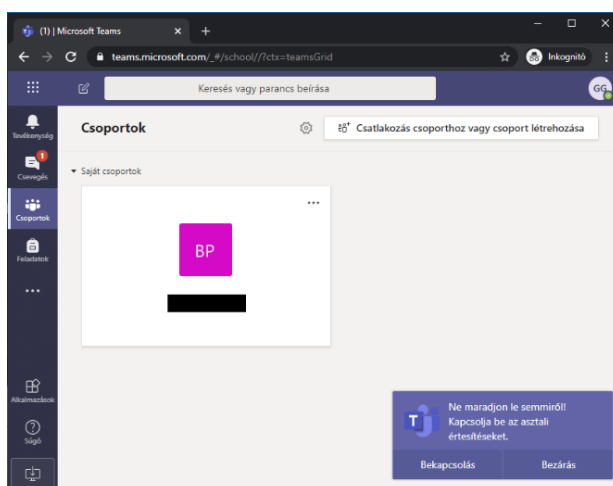 (1) | Microsoft Teams
teams.microsoft.com/_#/school//?ctx=teamsGrid
Inkognitó
Keresés vagy parancs beírása
GG
Tevékenység
Csoportok
Csatlakozás csoporthoz vagy csoport létrehozása
1
Csevegés
Saját csoportok
Csoportok
BP
Feladatok
Alkalmazások
Súgó
T
Ne maradjon le semmiről!
Kapcsolja be az asztali
értesítéseket.
Bekapcsolás
Bezárás